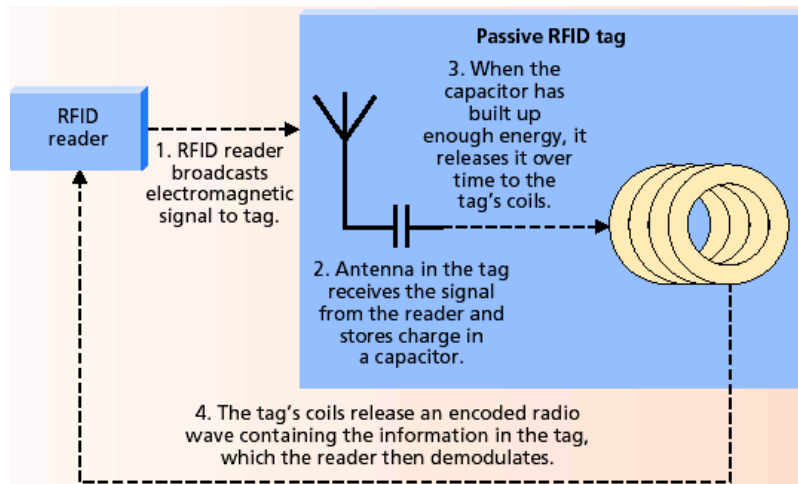 Passive RFID tag
RFID
reader
1. RFID reader
broadcasts
electromagnetic
signal to tag.
2. Antenna in the tag
receives the signal
from the reader and
stores charge in
a capacitor.
3. When the
capacitor has
built up
enough energy, it
releases it over
time to the
tag’s coils.
4. The tag’s coils release an encoded radio
wave containing the information in the tag,
which the reader then demodulates.